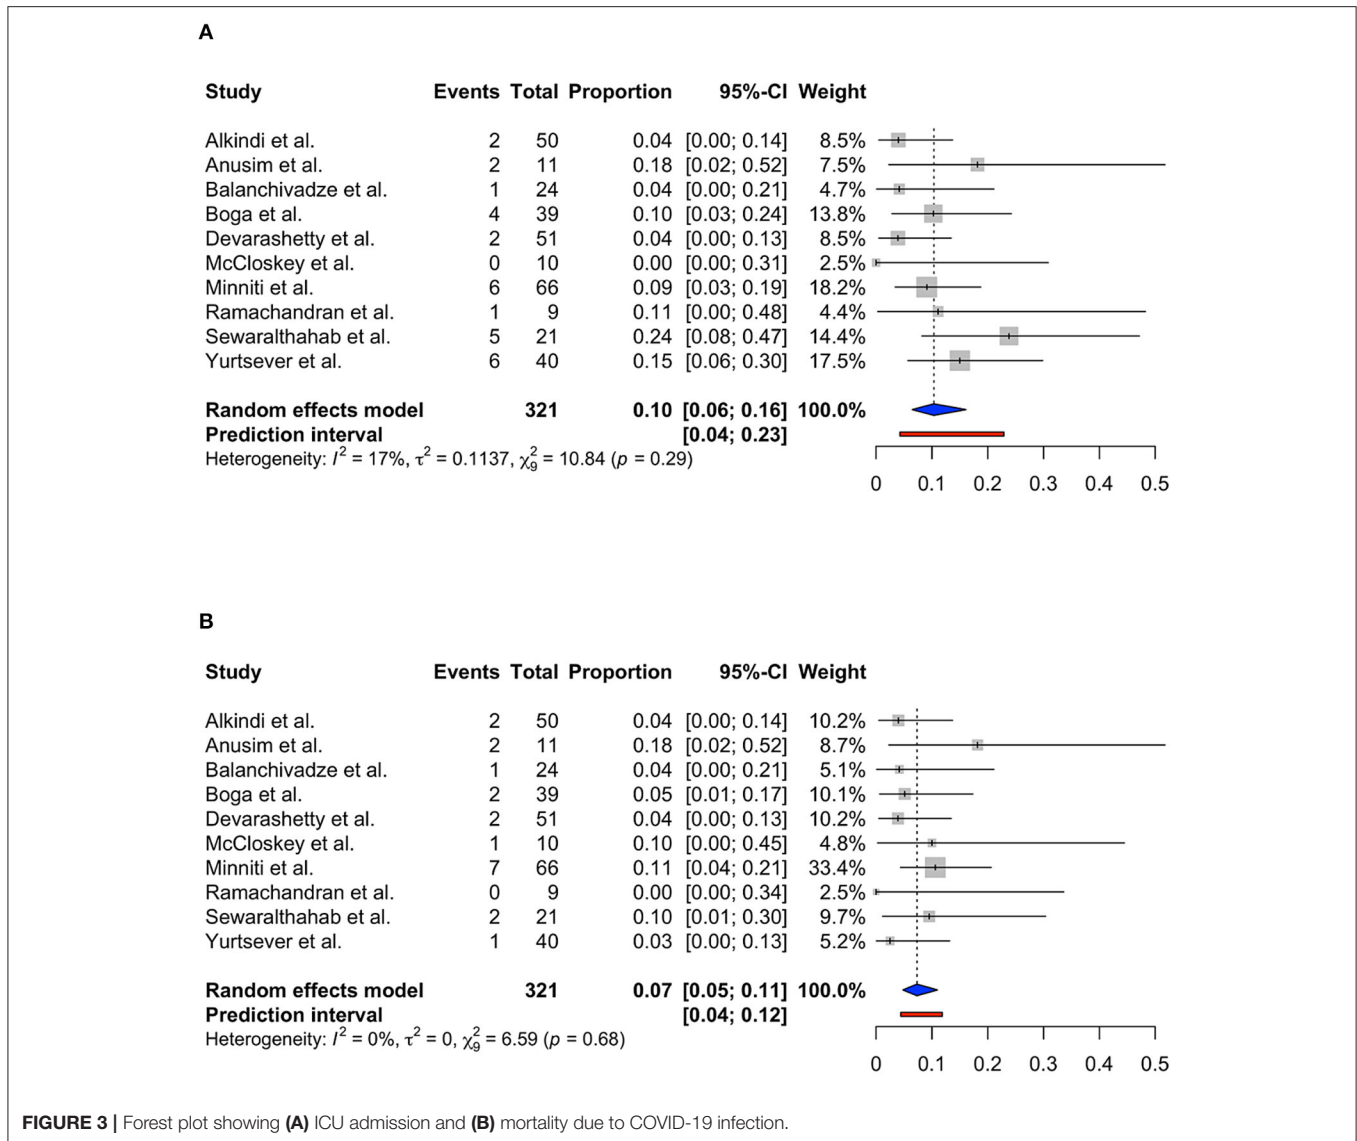 A
Study Events Total Proportion 95%-CI Weight
Alkindi et al. 2 50 0.04 [0.00; 0.14] 8.5%
Anusim et al. 2 11 0.18 [0.02; 0.52] 7.5%
Balanchivadze et al. 1 24 0.04 [0.00; 0.21] 4.7%
Boga et al. 4 39 0.10 [0.03; 0.24] 13.8%
Devarashetty et al. 2 51 0.04 [0.00; 0.13] 8.5%
McCloskey et al. 0 10 0.00 [0.00; 0.31] 2.5%
Minniti et al. 6 66 0.09 [0.03; 0.19] 18.2%
Ramachandran et al. 1 9 0.11 [0.00; 0.48] 4.4%
Sewaralthahab et al. 5 21 0.24 [0.08; 0.47] 14.4%
Yurtsever et al. 6 40 0.15 [0.06; 0.30] 17.5%
Random effects model 321 0.10 [0.06; 0.16] 100.0%
Prediction interval [0.04; 0.23]
Heterogeneity: I² = 17%, τ² = 0.1137, χ²₉ = 10.84 (p = 0.29)
0 0.1 0.2 0.3 0.4 0.5
B
Study Events Total Proportion 95%-CI Weight
Alkindi et al. 2 50 0.04 [0.00; 0.14] 10.2%
Anusim et al. 2 11 0.18 [0.02; 0.52] 8.7%
Balanchivadze et al. 1 24 0.04 [0.00; 0.21] 5.1%
Boga et al. 2 39 0.05 [0.01; 0.17] 10.1%
Devarashetty et al. 2 51 0.04 [0.00; 0.13] 10.2%
McCloskey et al. 1 10 0.10 [0.00; 0.45] 4.8%
Minniti et al. 7 66 0.11 [0.04; 0.21] 33.4%
Ramachandran et al. 0 9 0.00 [0.00; 0.34] 2.5%
Sewaralthahab et al. 2 21 0.10 [0.01; 0.30] 9.7%
Yurtsever et al. 1 40 0.03 [0.00; 0.13] 5.2%
Random effects model 321 0.07 [0.05; 0.11] 100.0%
Prediction interval [0.04; 0.12]
Heterogeneity: I² = 0%, τ² = 0, χ²₉ = 6.59 (p = 0.68)
0 0.1 0.2 0.3 0.4 0.5
FIGURE 3 | Forest plot showing (A) ICU admission and (B) mortality due to COVID-19 infection.